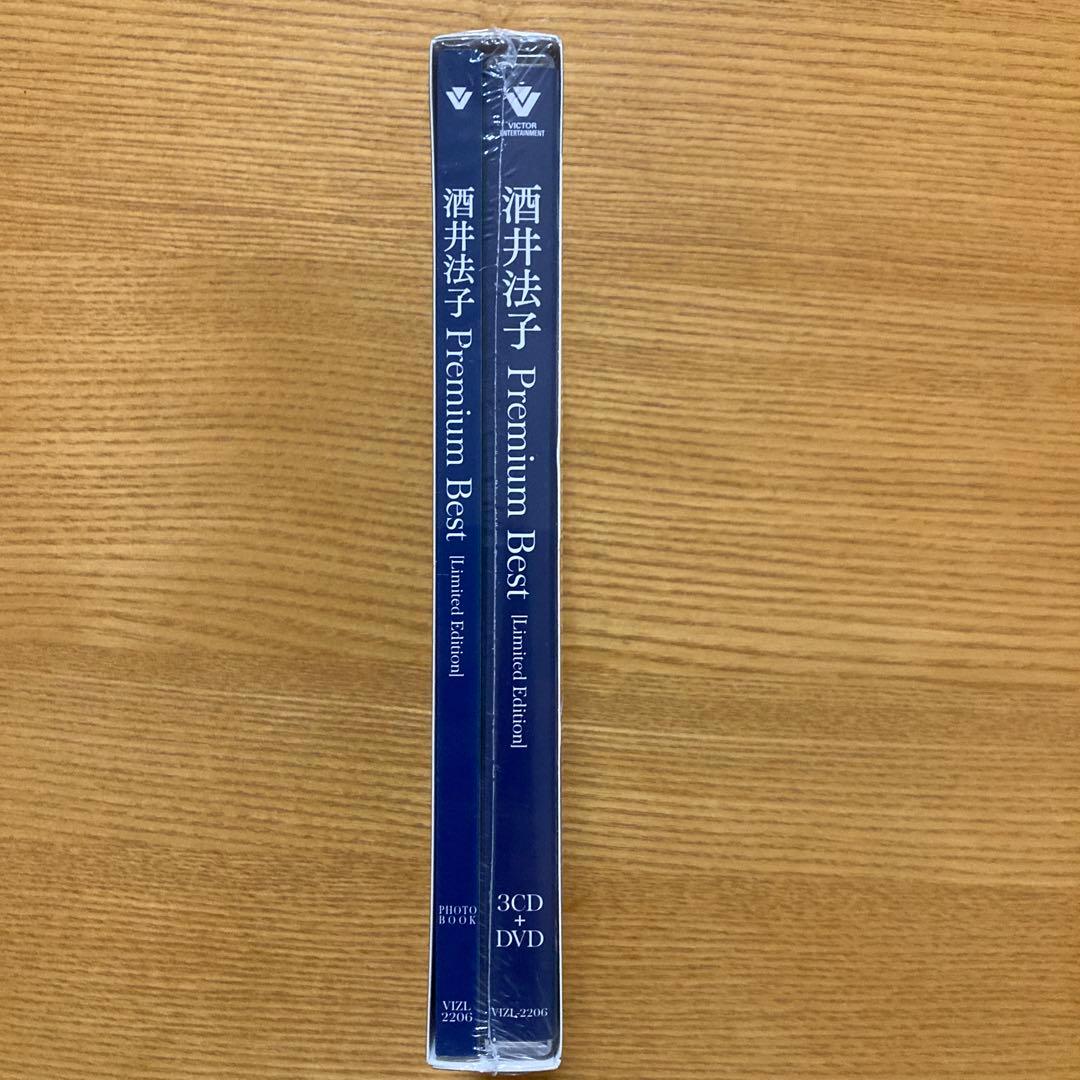 酒井法子 Premium Best [Limited Edition]
PHOTO
BOOK
VIZL
2206
VICTOR
ENTERTAINMENT
酒井法子 Premium Best [Limited Edition]
3CD
+
DVD
VIZL-2206